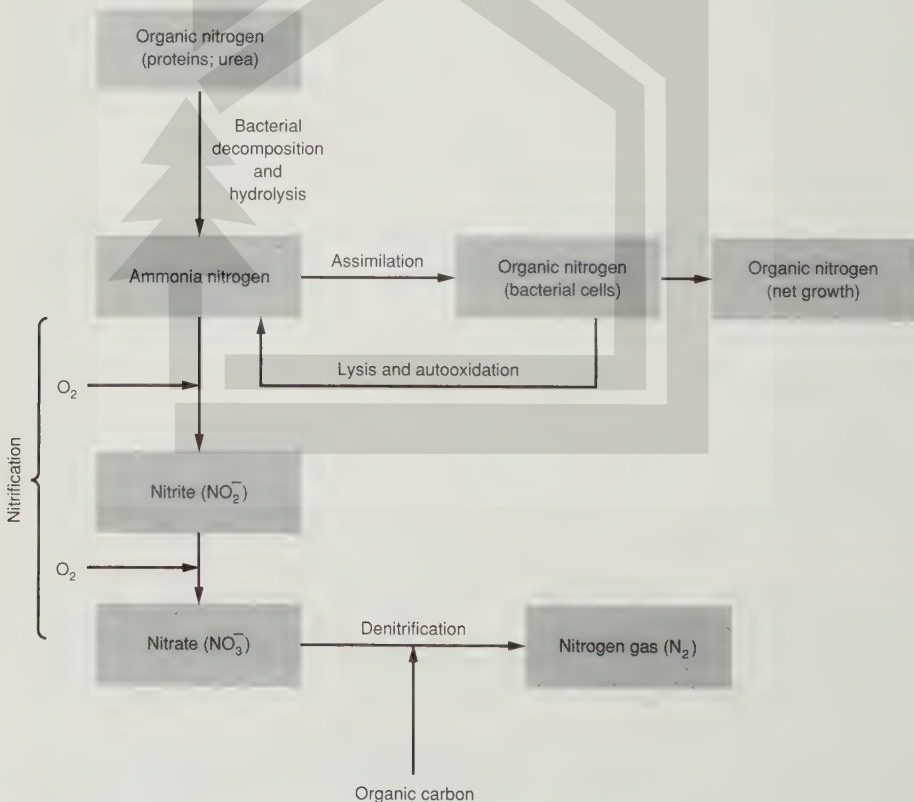 Organic nitrogen
(proteins; urea)
Bacterial
decomposition
and
hydrolysis
Ammonia nitrogen
Assimilation
Organic nitrogen
(bacterial cells)
Organic nitrogen
(net growth)
Lysis and autooxidation
O₂
Nitrification
Nitrite (NO₂⁻)
O₂
Nitrate (NO₃⁻)
Denitrification
Nitrogen gas (N₂)
Organic carbon